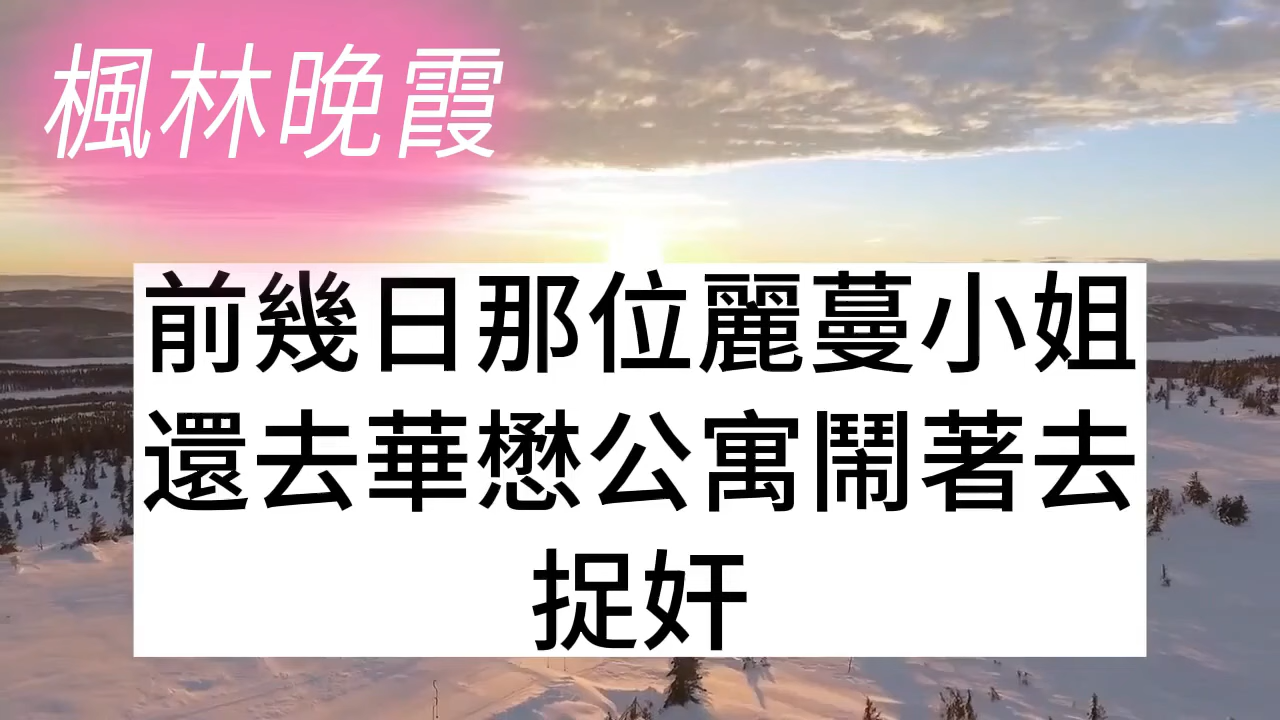 楓林晚霞
前幾日那位麗蔓小姐
還去華懋公寓鬧著去
捉奸